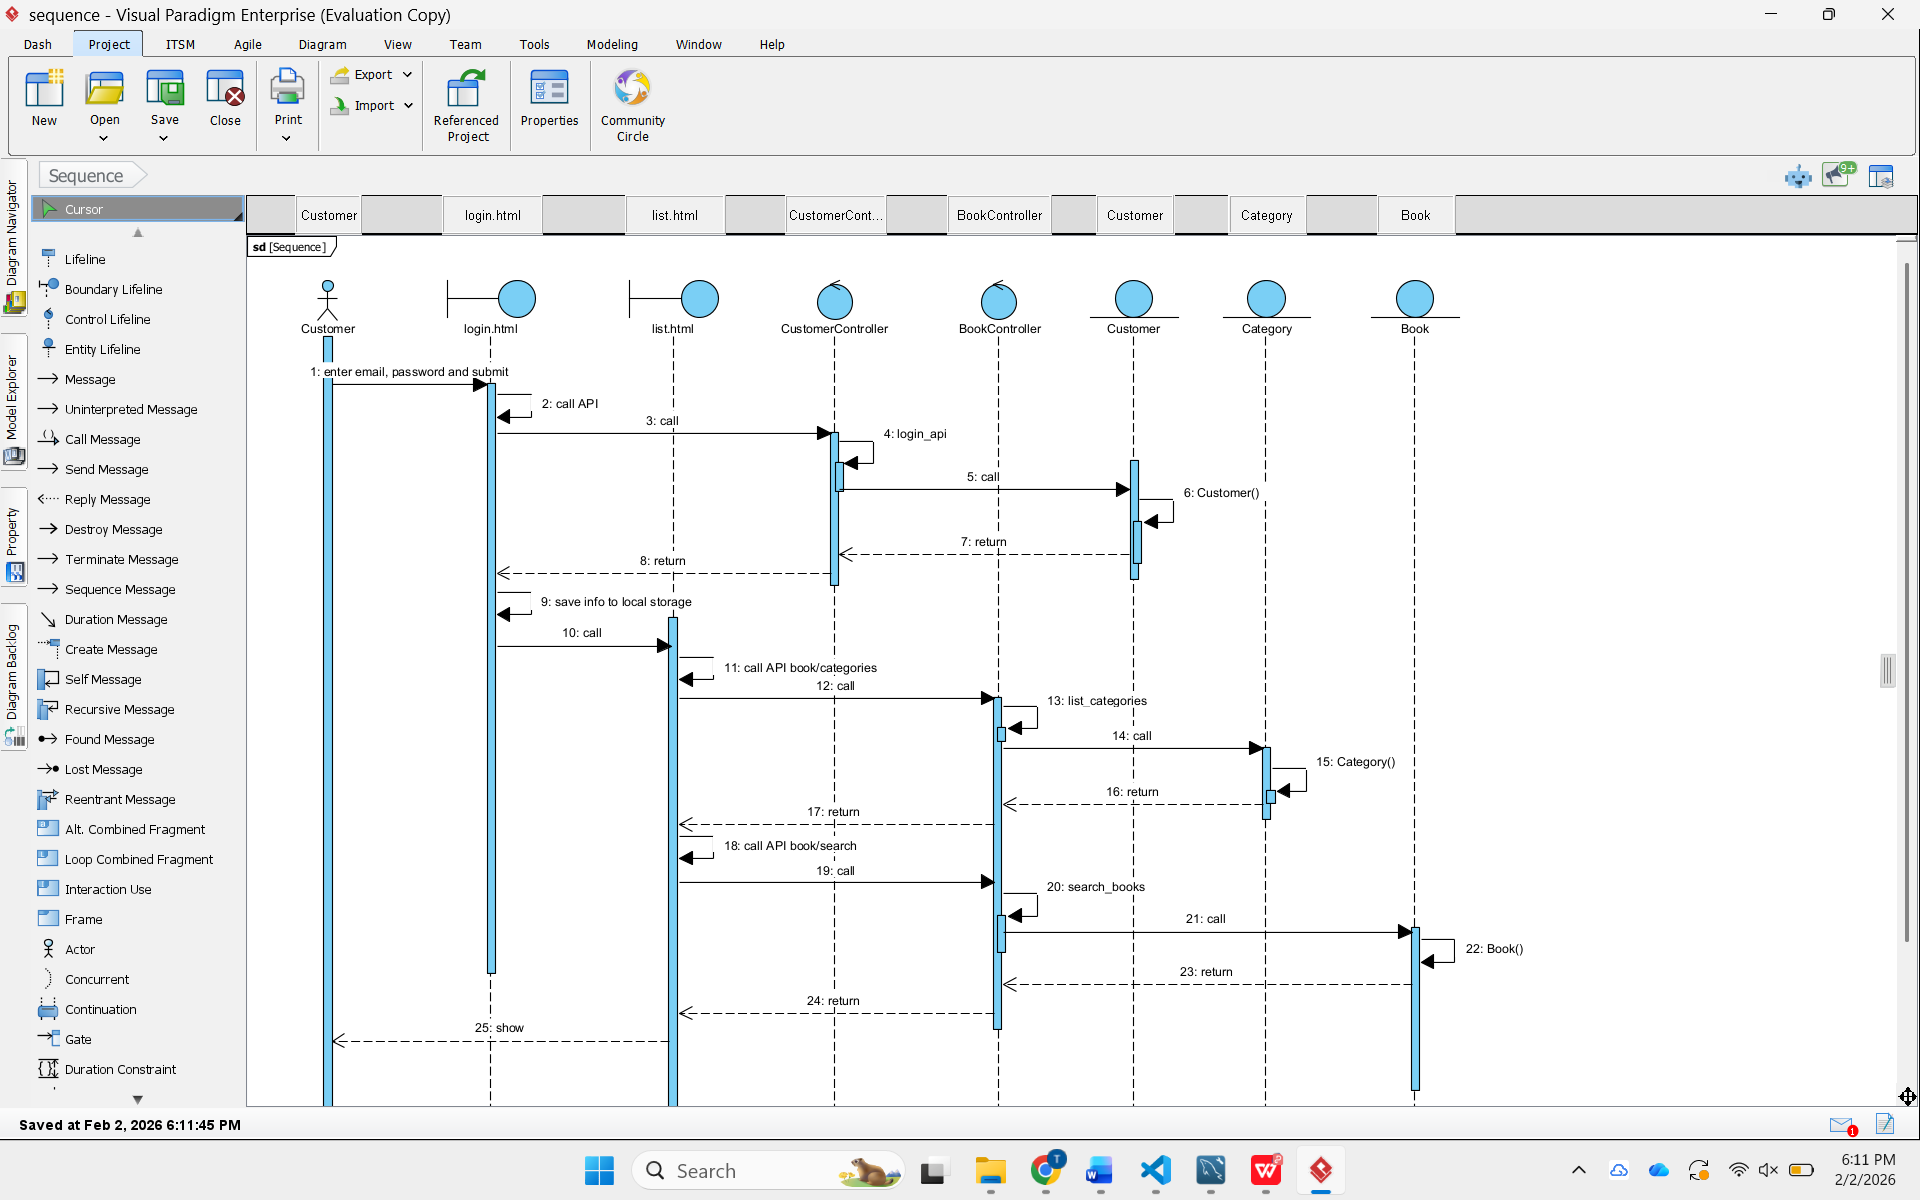 sequence - Visual Paradigm Enterprise (Evaluation Copy)
Dash Project ITSM Agile Diagram View Team Tools Modeling Window Help
New Open Save Close Print Export Import Referenced Project Properties Community Circle
Sequence
9+
Diagram Navigator
Model Explorer
Property
Diagram Backlog
Cursor
Lifeline
Boundary Lifeline
Control Lifeline
Entity Lifeline
Message
Uninterpreted Message
Call Message
Send Message
Reply Message
Destroy Message
Terminate Message
Sequence Message
Duration Message
Create Message
Self Message
Recursive Message
Found Message
Lost Message
Reentrant Message
Alt. Combined Fragment
Loop Combined Fragment
Interaction Use
Frame
Actor
Concurrent
Continuation
Gate
Duration Constraint
Customer login.html list.html CustomerCont... BookController Customer Category Book
sd [Sequence]
Customer login.html list.html CustomerController BookController Customer Category Book
1: enter email, password and submit
2: call API
3: call
4: login_api
5: call
6: Customer()
7: return
8: return
9: save info to local storage
10: call
11: call API book/categories
12: call
13: list_categories
14: call
15: Category()
16: return
17: return
18: call API book/search
19: call
20: search_books
21: call
22: Book()
23: return
24: return
25: show
Saved at Feb 2, 2026 6:11:45 PM
1
Search
T
6:11 PM
2/2/2026